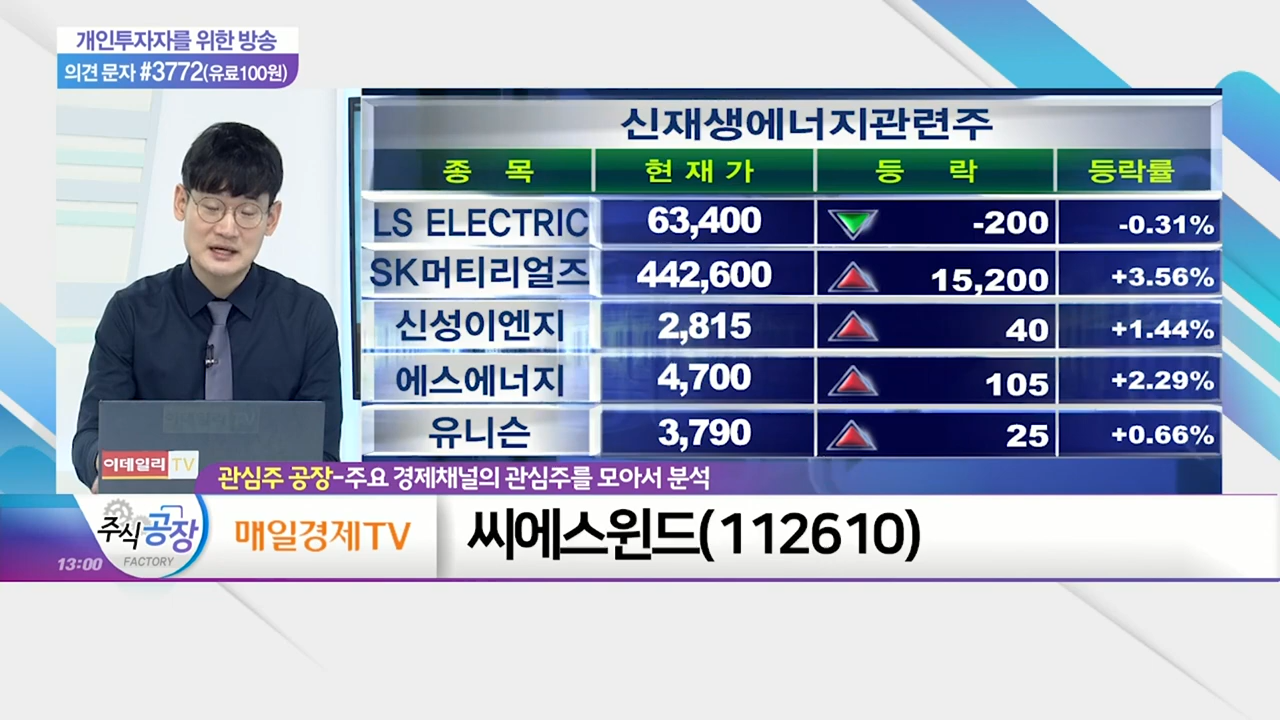 개인투자자를 위한 방송
의견 문자 #3772(유료100원)
신재생에너지관련주
종 목 현 재 가 등 락 등락률
LS ELECTRIC 63,400 -200 -0.31%
SK머티리얼즈 442,600 15,200 +3.56%
신성이엔지 2,815 40 +1.44%
에스에너지 4,700 105 +2.29%
유니슨 3,790 25 +0.66%
이데일리 TV
이데일리 TV
관심주 공장-주요 경제채널의 관심주를 모아서 분석
주식공장
FACTORY
13:00
매일경제TV
씨에스윈드(112610)